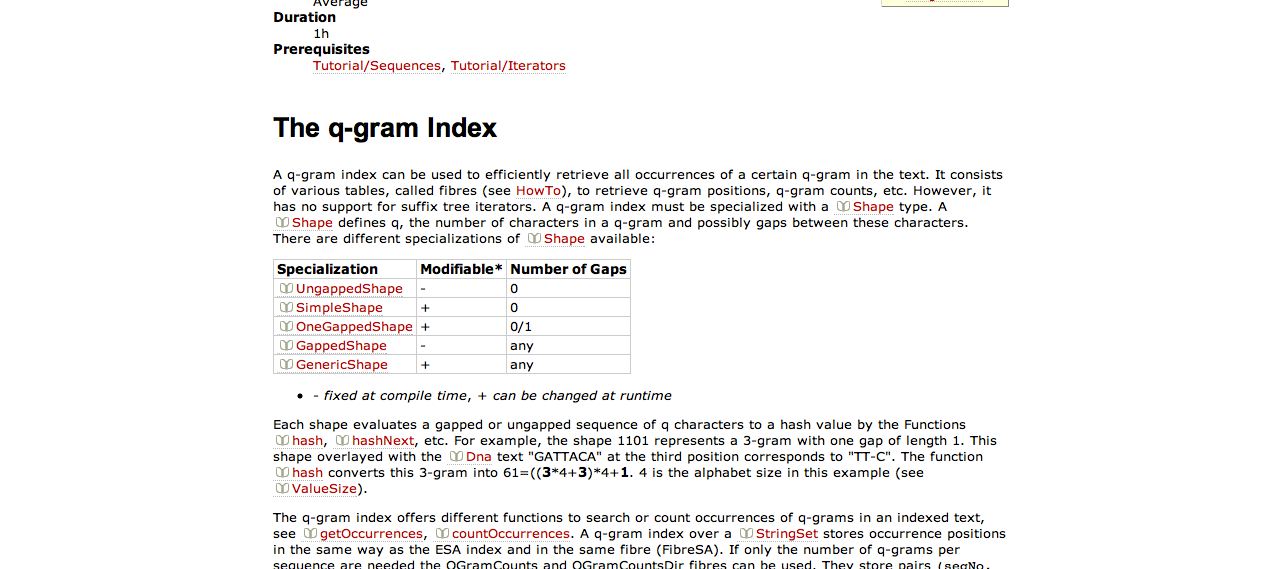 Average
Duration
1h
Prerequisites
Tutorial/Sequences, Tutorial/Iterators
The q-gram Index
A q-gram index can be used to efficiently retrieve all occurrences of a certain q-gram in the text. It consists
of various tables, called fibres (see HowTo), to retrieve q-gram positions, q-gram counts, etc. However, it
has no support for suffix tree iterators. A q-gram index must be specialized with a Shape type. A
Shape defines q, the number of characters in a q-gram and possibly gaps between these characters.
There are different specializations of Shape available:
Specialization Modifiable* Number of Gaps
UngappedShape - 0
SimpleShape + 0
OneGappedShape + 0/1
GappedShape - any
GenericShape + any
• - fixed at compile time, + can be changed at runtime
Each shape evaluates a gapped or ungapped sequence of q characters to a hash value by the Functions
hash, hashNext, etc. For example, the shape 1101 represents a 3-gram with one gap of length 1. This
shape overlayed with the Dna text "GATTACA" at the third position corresponds to "TT-C". The function
hash converts this 3-gram into 61=((3*4+3)*4+1. 4 is the alphabet size in this example (see
ValueSize).
The q-gram index offers different functions to search or count occurrences of q-grams in an indexed text,
see getOccurrences, countOccurrences. A q-gram index over a StringSet stores occurrence positions
in the same way as the ESA index and in the same fibre (FibreSA). If only the number of q-grams per
sequence are needed the QGramCounts and QGramCountsDir fibres can be used. They store pairs (seqNo,